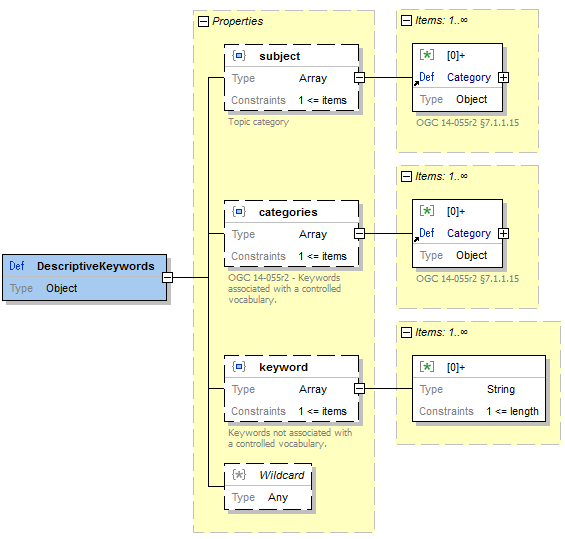 Properties
{} subject
Type Array
Constraints 1 <= items
Topic category
Items: 1..∞
[*] [0]+
Def Category
Type Object
OGC 14-055r2 §7.1.1.15
{} categories
Type Array
Constraints 1 <= items
OGC 14-055r2 - Keywords
associated with a controlled
vocabulary.
Items: 1..∞
[*] [0]+
Def Category
Type Object
OGC 14-055r2 §7.1.1.15
Def DescriptiveKeywords
Type Object
{} keyword
Type Array
Constraints 1 <= items
Keywords not associated with
a controlled vocabulary.
Items: 1..∞
[*] [0]+
Type String
Constraints 1 <= length
{*} Wildcard
Type Any